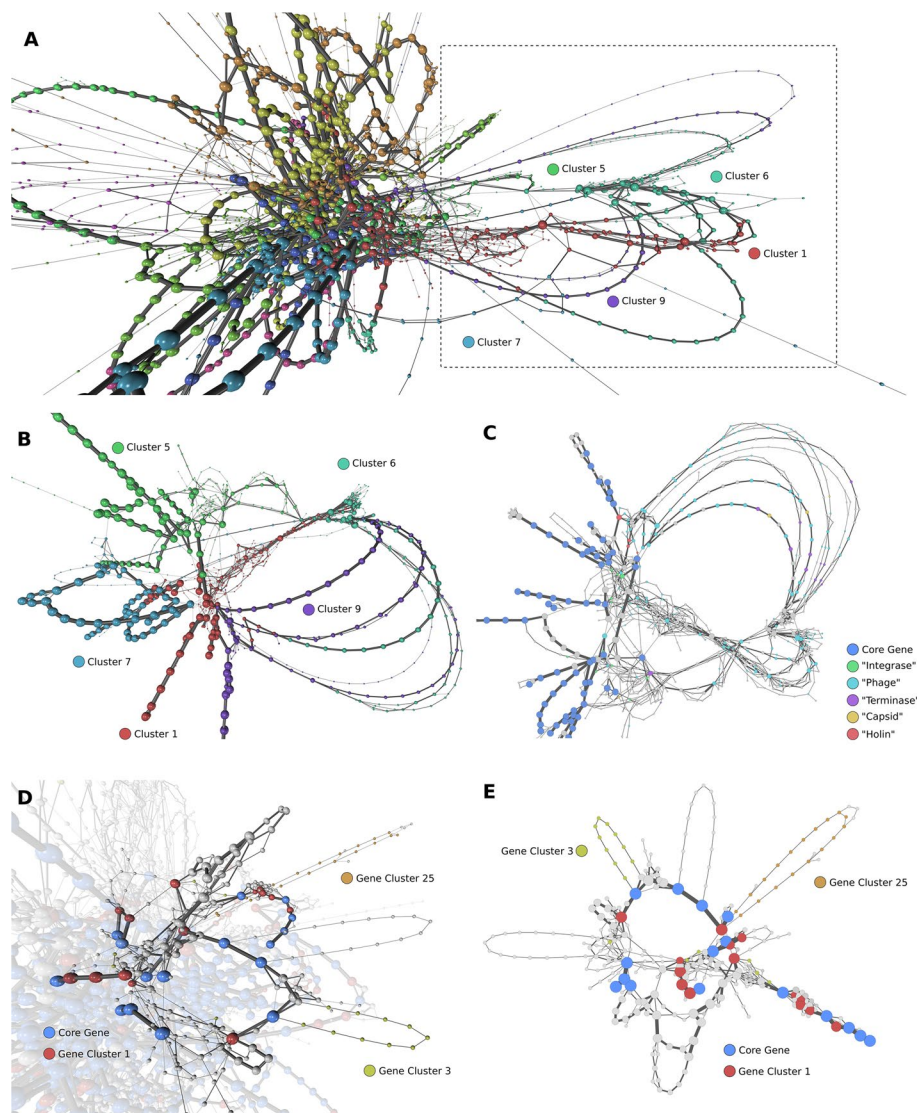 A
Cluster 5
Cluster 6
Cluster 1
Cluster 9
Cluster 7
B
Cluster 5
Cluster 6
Cluster 9
Cluster 7
Cluster 1
C
Core Gene
"Integrase"
"Phage"
"Terminase"
"Capsid"
"Holin"
D
Gene Cluster 25
Core Gene
Gene Cluster 1
Gene Cluster 3
E
Gene Cluster 3
Gene Cluster 25
Core Gene
Gene Cluster 1